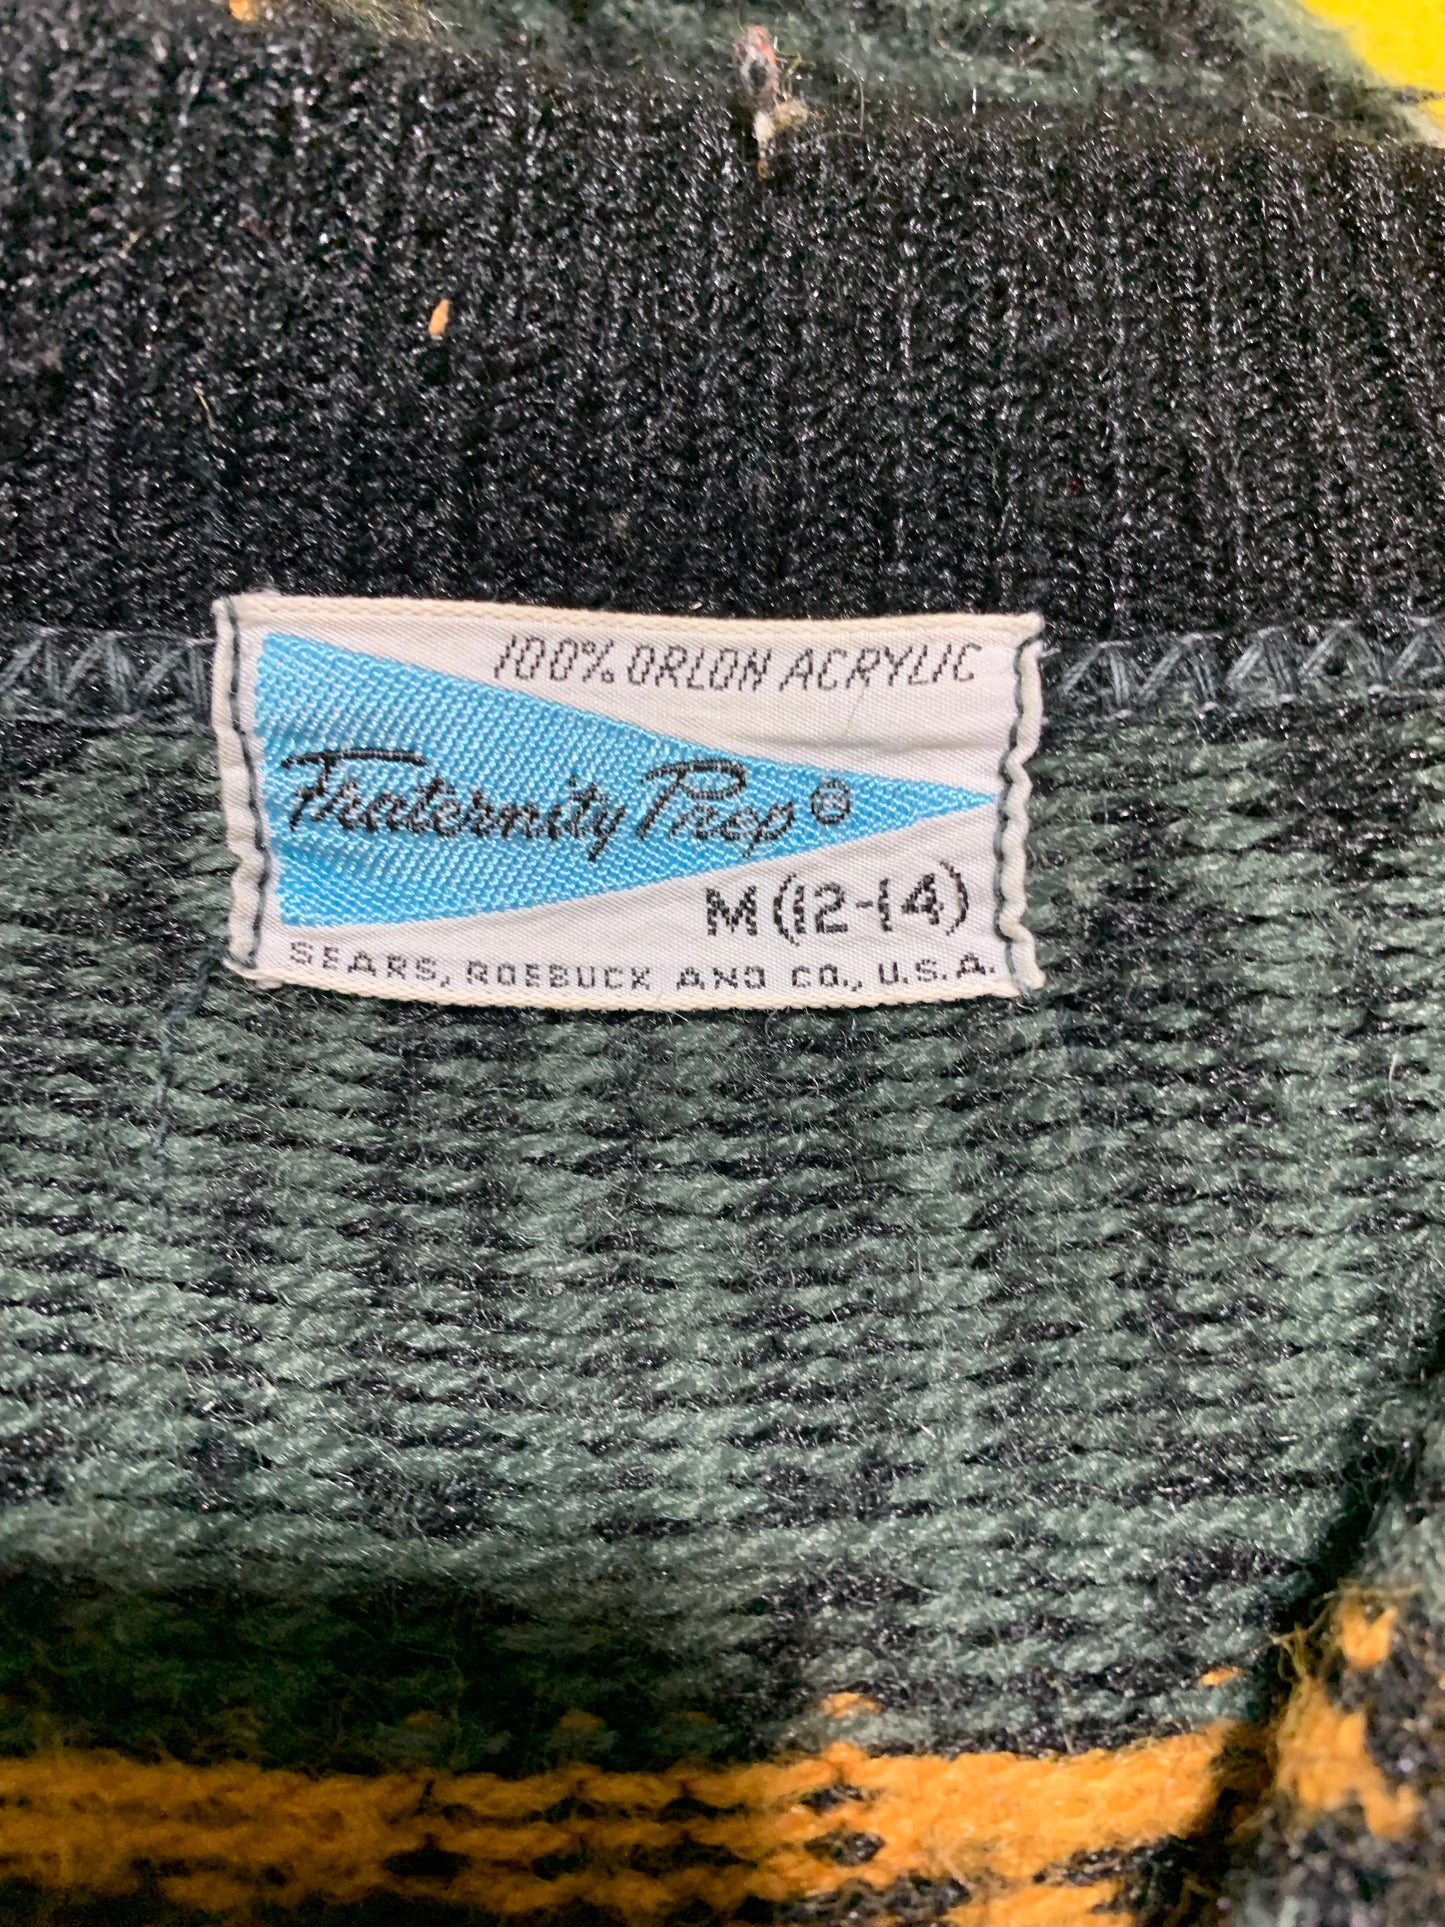 100% ORLON ACRYLIC
Fraternity Prep ®
M (12-14)
SEARS, ROEBUCK AND CO., U.S.A.